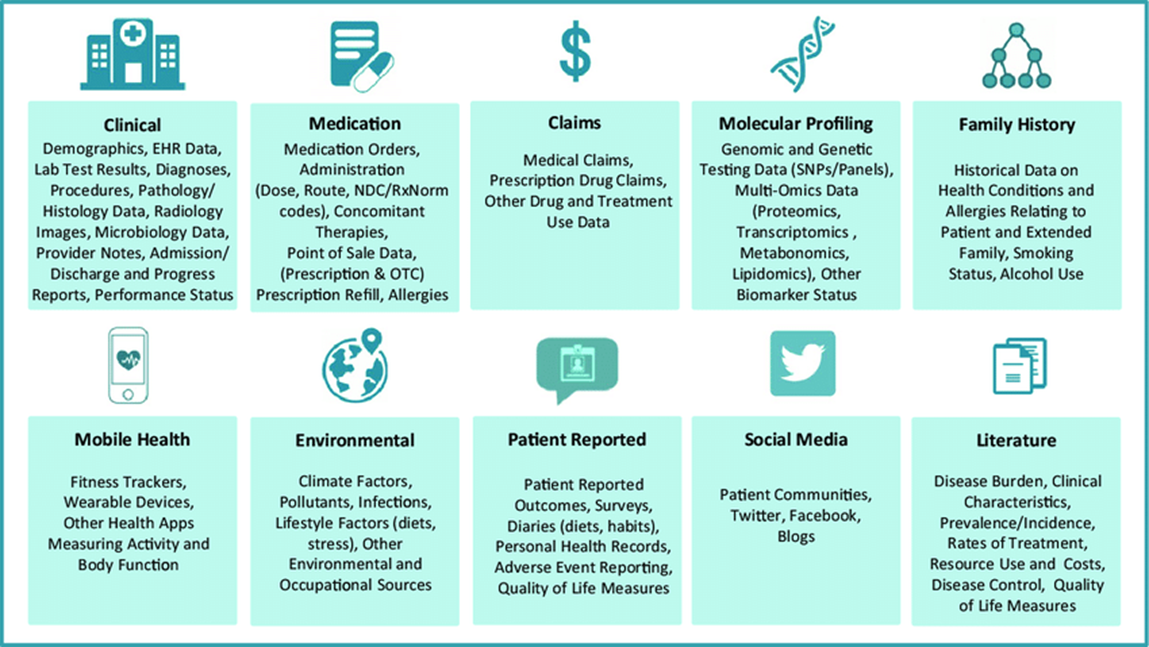 Clinical
Demographics, EHR Data,
Lab Test Results, Diagnoses,
Procedures, Pathology/
Histology Data, Radiology
Images, Microbiology Data,
Provider Notes, Admission/
Discharge and Progress
Reports, Performance Status
Medication
Medication Orders,
Administration
(Dose, Route, NDC/RxNorm
codes), Concomitant
Therapies,
Point of Sale Data,
(Prescription & OTC)
Prescription Refill, Allergies
$
Claims
Medical Claims,
Prescription Drug Claims,
Other Drug and Treatment
Use Data
Molecular Profiling
Genomic and Genetic
Testing Data (SNPs/Panels),
Multi-Omics Data
(Proteomics,
Transcriptomics ,
Metabonomics,
Lipidomics), Other
Biomarker Status
Family History
Historical Data on
Health Conditions and
Allergies Relating to
Patient and Extended
Family, Smoking
Status, Alcohol Use
Mobile Health
Fitness Trackers,
Wearable Devices,
Other Health Apps
Measuring Activity and
Body Function
Environmental
Climate Factors,
Pollutants, Infections,
Lifestyle Factors (diets,
stress), Other
Environmental and
Occupational Sources
Patient Reported
Patient Reported
Outcomes, Surveys,
Diaries (diets, habits),
Personal Health Records,
Adverse Event Reporting,
Quality of Life Measures
Social Media
Patient Communities,
Twitter, Facebook,
Blogs
Literature
Disease Burden, Clinical
Characteristics,
Prevalence/Incidence,
Rates of Treatment,
Resource Use and Costs,
Disease Control, Quality
of Life Measures